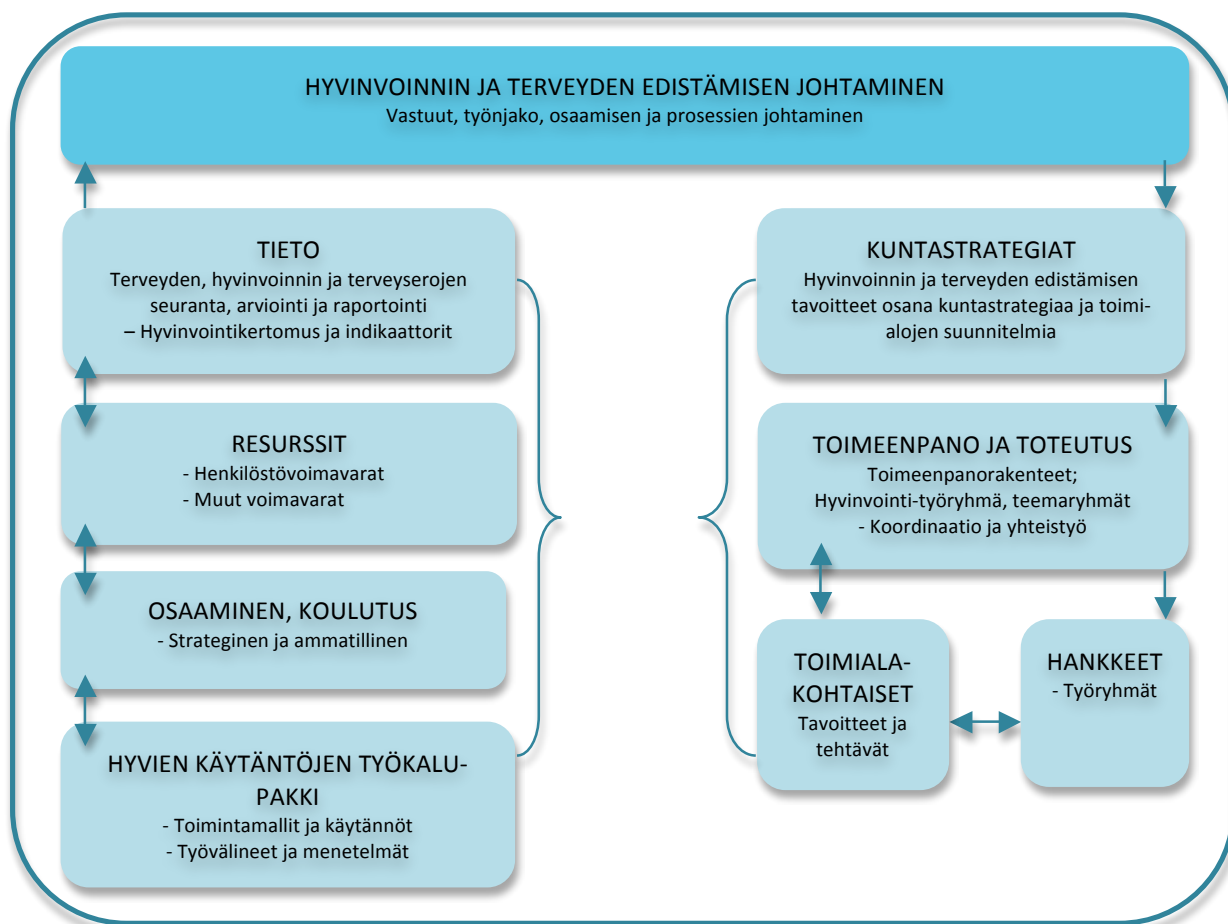 HYVINVOINNIN JA TERVEYDEN EDISTÄMISEN JOHTAMINEN
Vastuut, työnjako, osaamisen ja prosessien johtaminen
TIETO
Terveyden, hyvinvoinnin ja terveyserojen
seuranta, arviointi ja raportointi
– Hyvinvointikertomus ja indikaattorit
RESURSSIT
- Henkilöstövoimavarat
- Muut voimavarat
OSAAMINEN, KOULUTUS
- Strateginen ja ammatillinen
HYVIEN KÄYTÄNTÖJEN TYÖKALU-
PAKKI
- Toimintamallit ja käytännöt
- Työvälineet ja menetelmät
KUNTASTRATEGIAT
Hyvinvoinnin ja terveyden edistämisen
tavoitteet osana kuntastrategiaa ja toimi-
alojen suunnitelmia
TOIMEENPANO JA TOTEUTUS
Toimeenpanorakenteet;
Hyvinvointi-työryhmä, teemaryhmät
- Koordinaatio ja yhteistyö
TOIMIALA-
KOHTAISET
Tavoitteet ja
tehtävät
HANKKEET
- Työryhmät